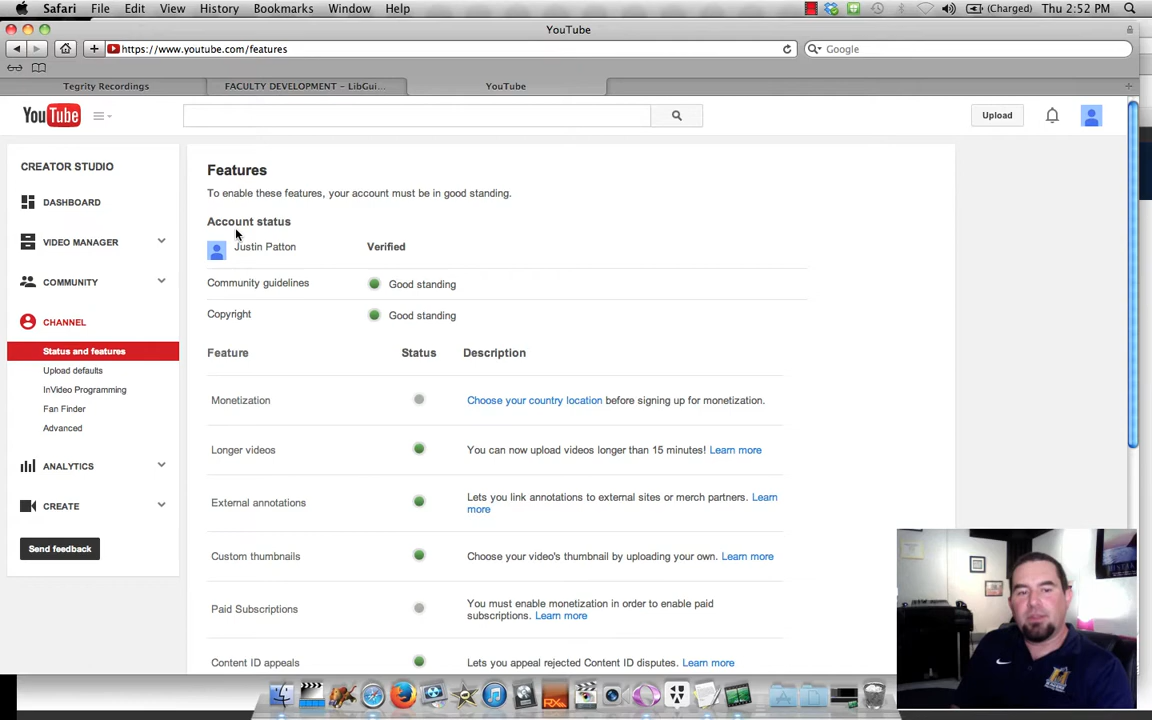 Safari File Edit View History Bookmarks Window Help (Charged) Thu 2:52 PM
YouTube
https://www.youtube.com/features Google
Tegrity Recordings FACULTY DEVELOPMENT – LibGui... YouTube
YouTube Upload
CREATOR STUDIO
DASHBOARD
VIDEO MANAGER
COMMUNITY
CHANNEL
Status and features
Upload defaults
InVideo Programming
Fan Finder
Advanced
ANALYTICS
CREATE
Send feedback
Features
To enable these features, your account must be in good standing.
Account status
Justin Patton Verified
Community guidelines Good standing
Copyright Good standing
Feature Status Description
Monetization Choose your country location before signing up for monetization.
Longer videos You can now upload videos longer than 15 minutes! Learn more
External annotations Lets you link annotations to external sites or merch partners. Learn
more
Custom thumbnails Choose your video's thumbnail by uploading your own. Learn more
Paid Subscriptions You must enable monetization in order to enable paid
subscriptions. Learn more
Content ID appeals Lets you appeal rejected Content ID disputes. Learn more